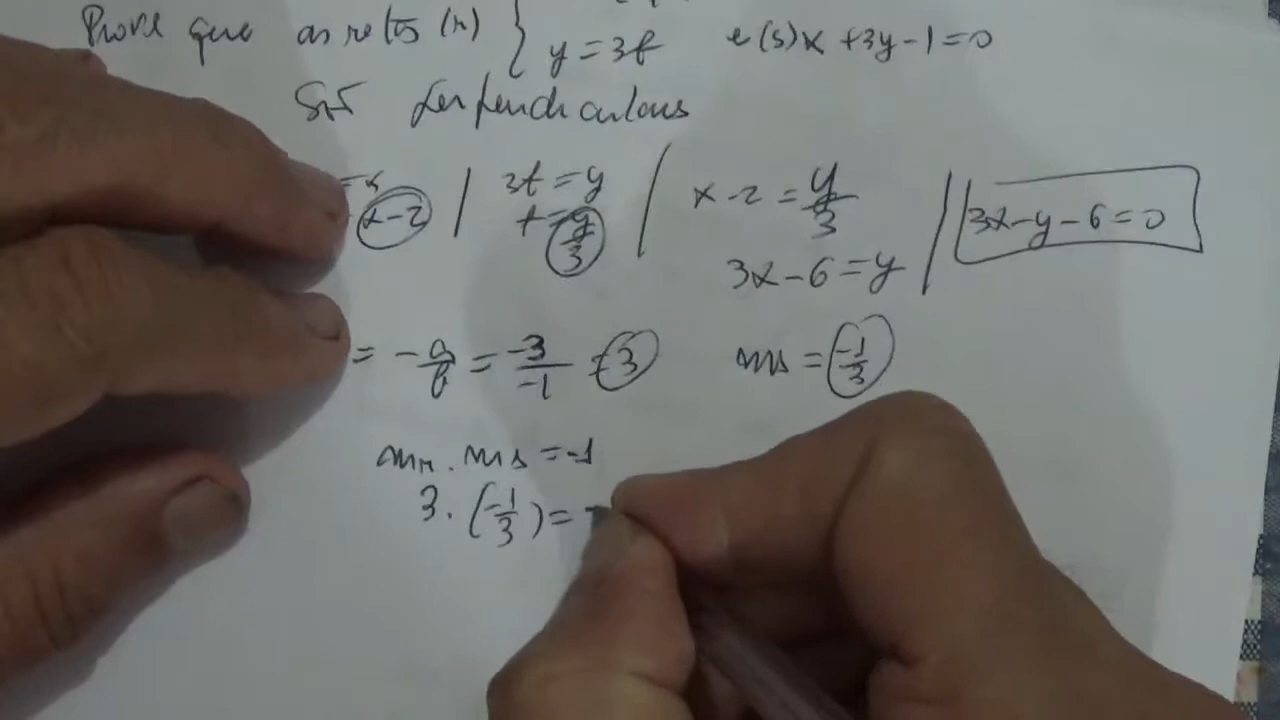 Prove que as retas (r) { y = 3t e (s) x + 3y - 1 = 0
São perpendiculares
x - 2 | 3t = y | x - 2 = y/3 | 3x - y - 6 = 0
t = y/3 3x - 6 = y
= -a/b = -3/-1 = 3 ms = -1/3
mr . ms = -1
3 . (-1/3) = -